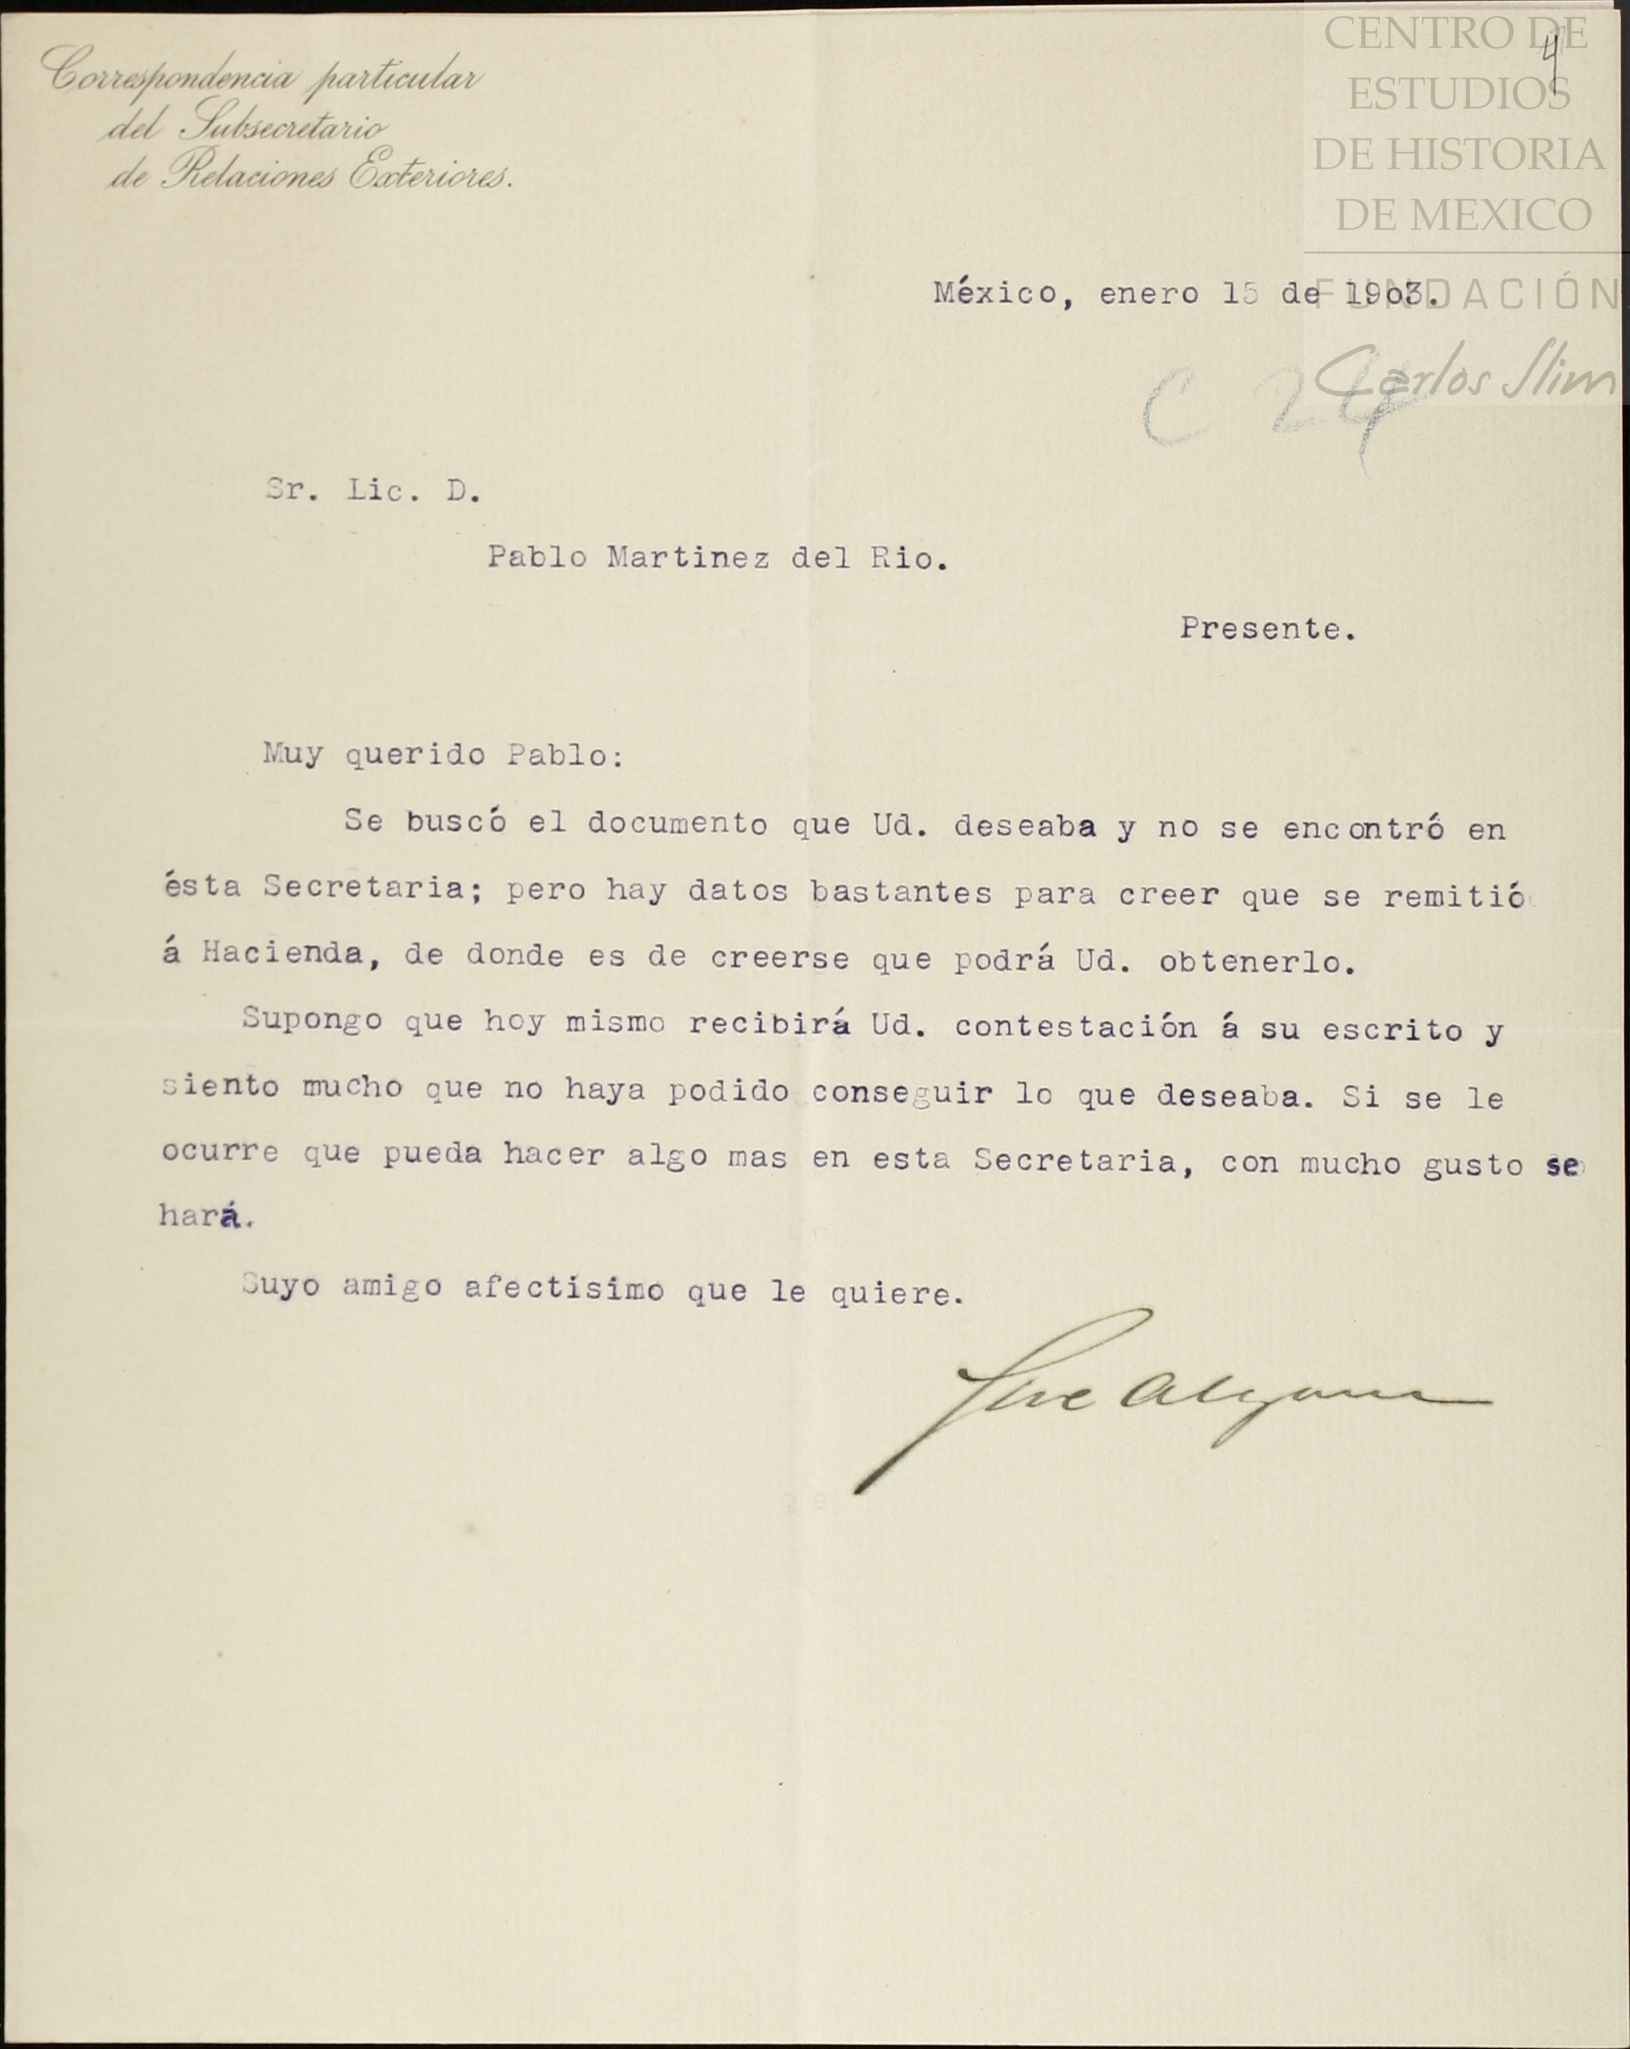 Correspondencia particular
del Subsecretario
de Relaciones Exteriores.
4
CENTRO DE
ESTUDIOS
DE HISTORIA
DE MEXICO
FUNDACIÓN
Carlos Slim
México, enero 15 de 1903.
C 24
Sr. Lic. D.
Pablo Martinez del Rio.
Presente.
Muy querido Pablo:
Se buscó el documento que Ud. deseaba y no se encontró en
ésta Secretaria; pero hay datos bastantes para creer que se remitió
á Hacienda, de donde es de creerse que podrá Ud. obtenerlo.
Supongo que hoy mismo recibirá Ud. contestación á su escrito y
siento mucho que no haya podido conseguir lo que deseaba. Si se le
ocurre que pueda hacer algo mas en esta Secretaria, con mucho gusto se
hará.
Suyo amigo afectísimo que le quiere.
José Algara